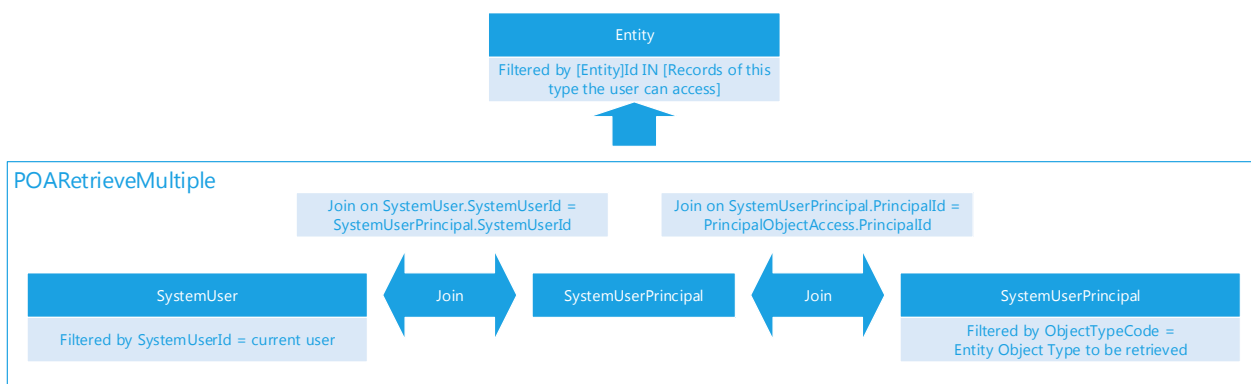 Entity
Filtered by [Entity]Id IN [Records of this
type the user can access]
POARetrieveMultiple
Join on SystemUser.SystemUserId =
SystemUserPrincipal.SystemUserId
Join on SystemUserPrincipal.PrincipalId =
PrincipalObjectAccess.PrincipalId
SystemUser
Join
SystemUserPrincipal
Join
SystemUserPrincipal
Filtered by SystemUserId = current user
Filtered by ObjectTypeCode =
Entity Object Type to be retrieved